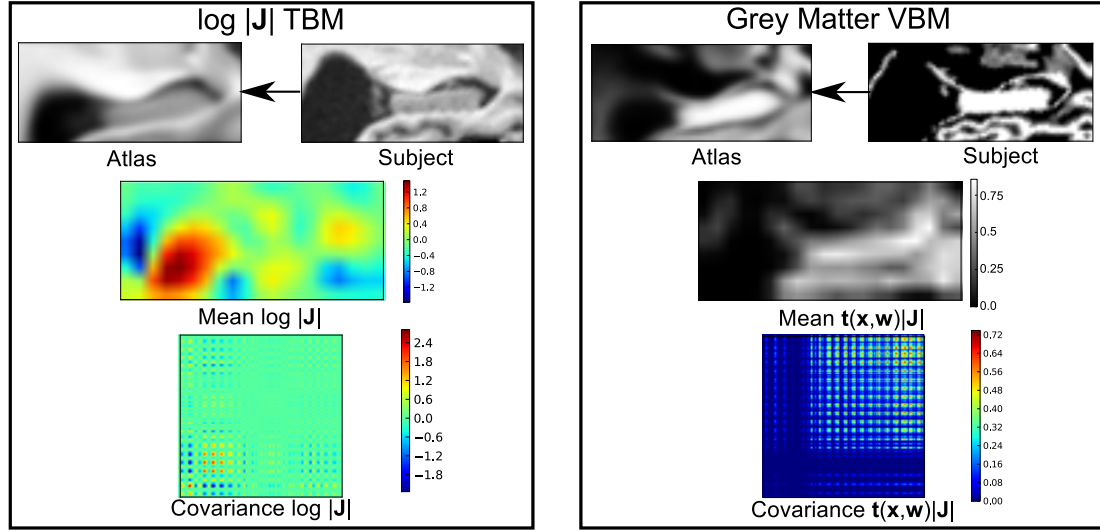 log |J| TBM
Atlas
Subject
1.2
0.8
0.4
0.0
−0.4
−0.8
−1.2
Mean log |J|
2.4
1.8
1.2
0.6
0.0
−0.6
−1.2
−1.8
Covariance log |J|
Grey Matter VBM
Atlas
Subject
0.75
0.5
0.25
0.0
Mean t(x,w)|J|
0.72
0.64
0.56
0.48
0.40
0.32
0.24
0.16
0.08
0.00
Covariance t(x,w)|J|